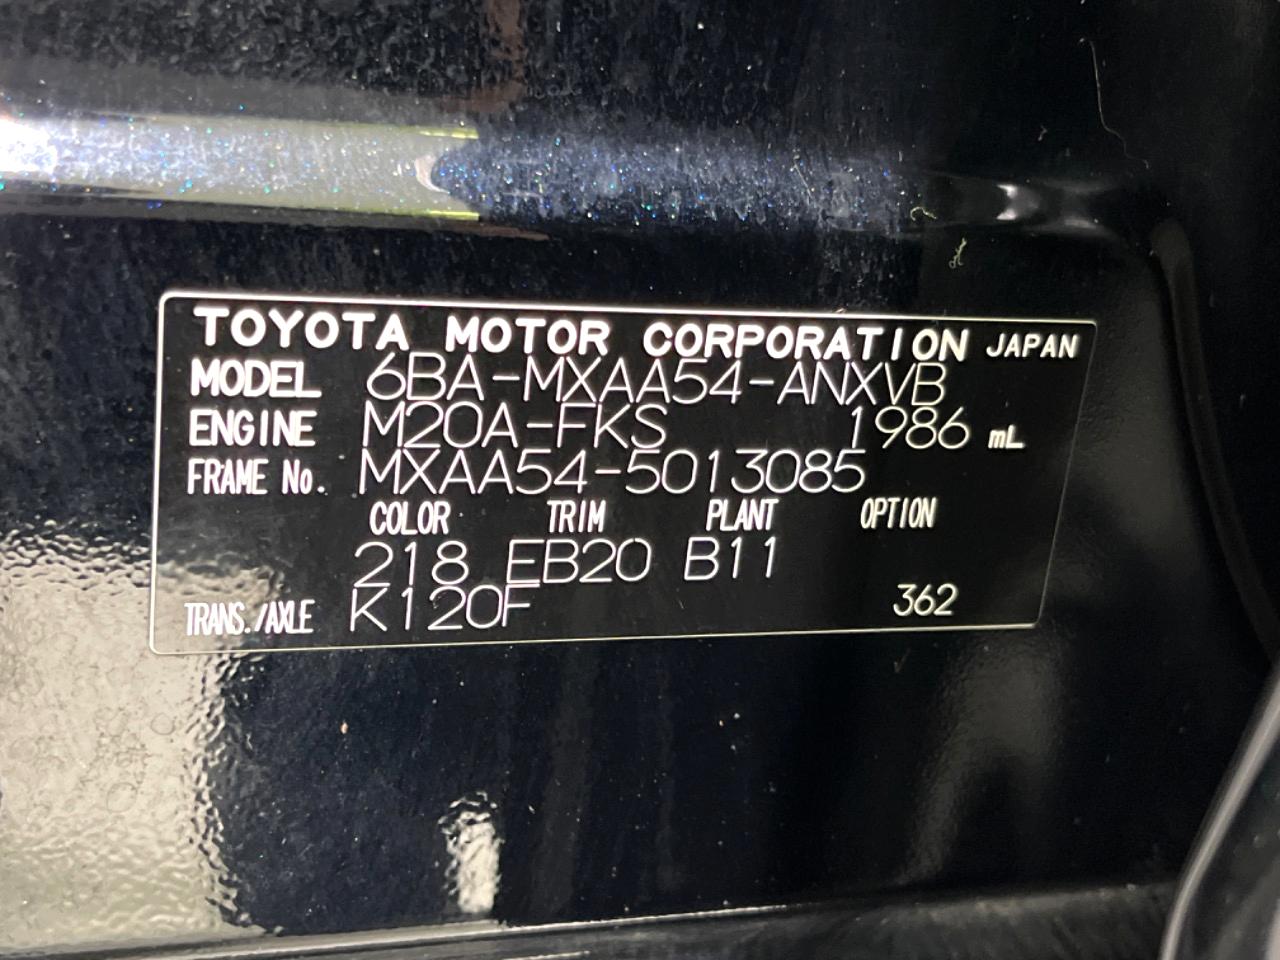 TOYOTA MOTOR CORPORATION JAPAN
MODEL 6BA-MXAA54-ANXVB
ENGINE M20A-FKS 1986 mL
FRAME No. MXAA54-5013085
COLOR TRIM PLANT OPTION
218 EB20 B11
TRANS./AXLE K120F 362